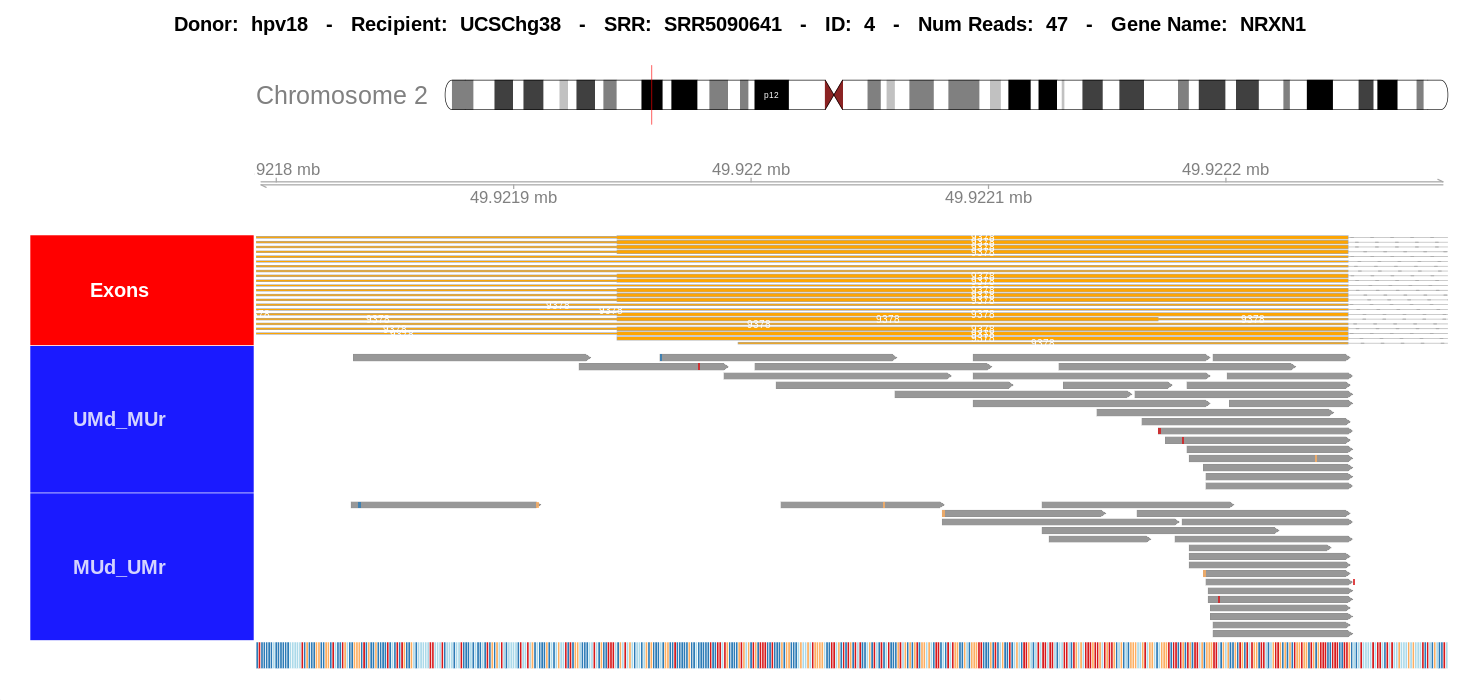 Donor: hpv18 - Recipient: UCSChg38 - SRR: SRR5090641 - ID: 4 - Num Reads: 47 - Gene Name: NRXN1
Chromosome 2
p12
9218 mb
49.922 mb
49.9222 mb
49.9219 mb
49.9221 mb
Exons
9378
9378
9378
9378
9378
9378
9378
9378
9378
UMd_MUr
MUd_UMr